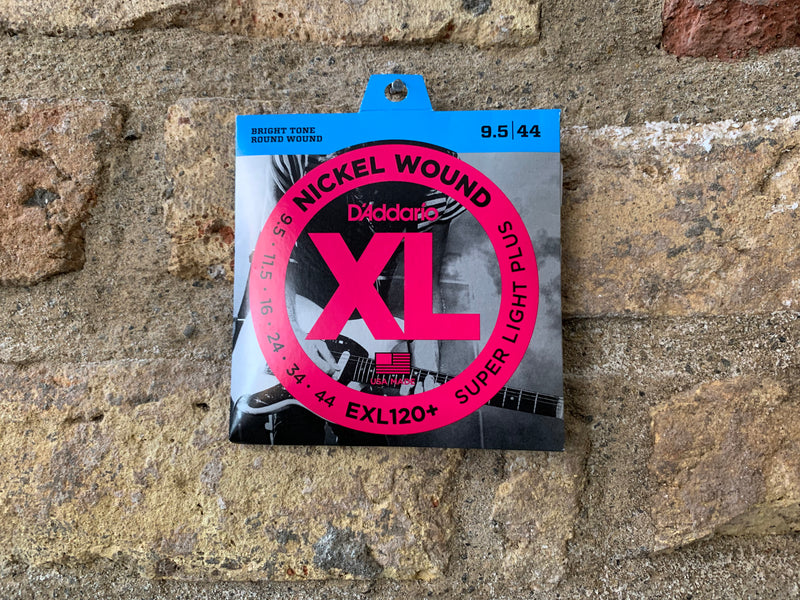 BRIGHT TONE
ROUND WOUND
9.5|44
NICKEL WOUND
D'Addario
XL
9.5 · 11.5 · 16 · 24 · 34 · 44
USA MADE
EXL120+
SUPER LIGHT PLUS